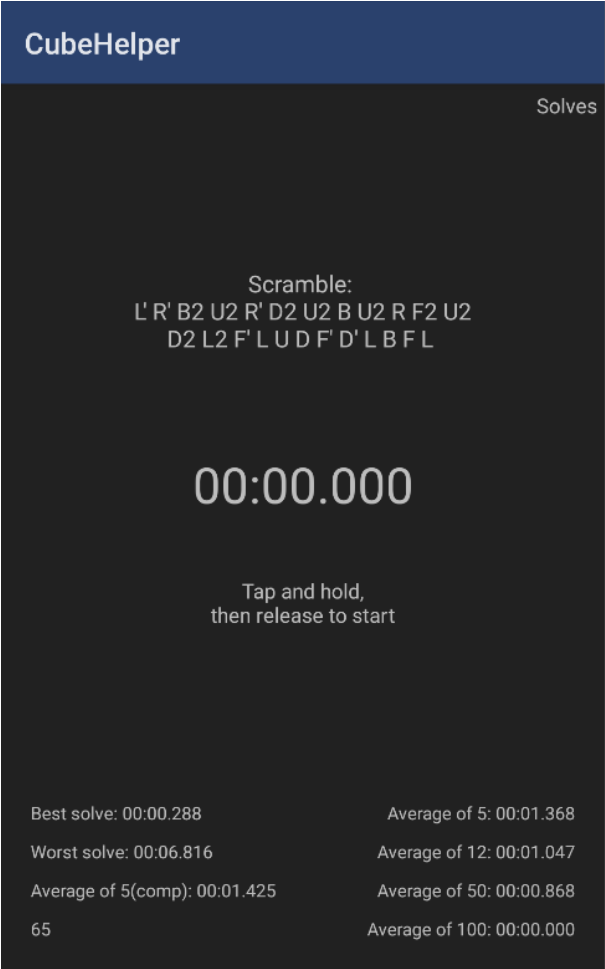 CubeHelper
Solves
Scramble:
L' R' B2 U2 R' D2 U2 B U2 R F2 U2
D2 L2 F' L U D F' D' L B F L
00:00.000
Tap and hold,
then release to start
Best solve: 00:00.288
Worst solve: 00:06.816
Average of 5(comp): 00:01.425
65
Average of 5: 00:01.368
Average of 12: 00:01.047
Average of 50: 00:00.868
Average of 100: 00:00.000